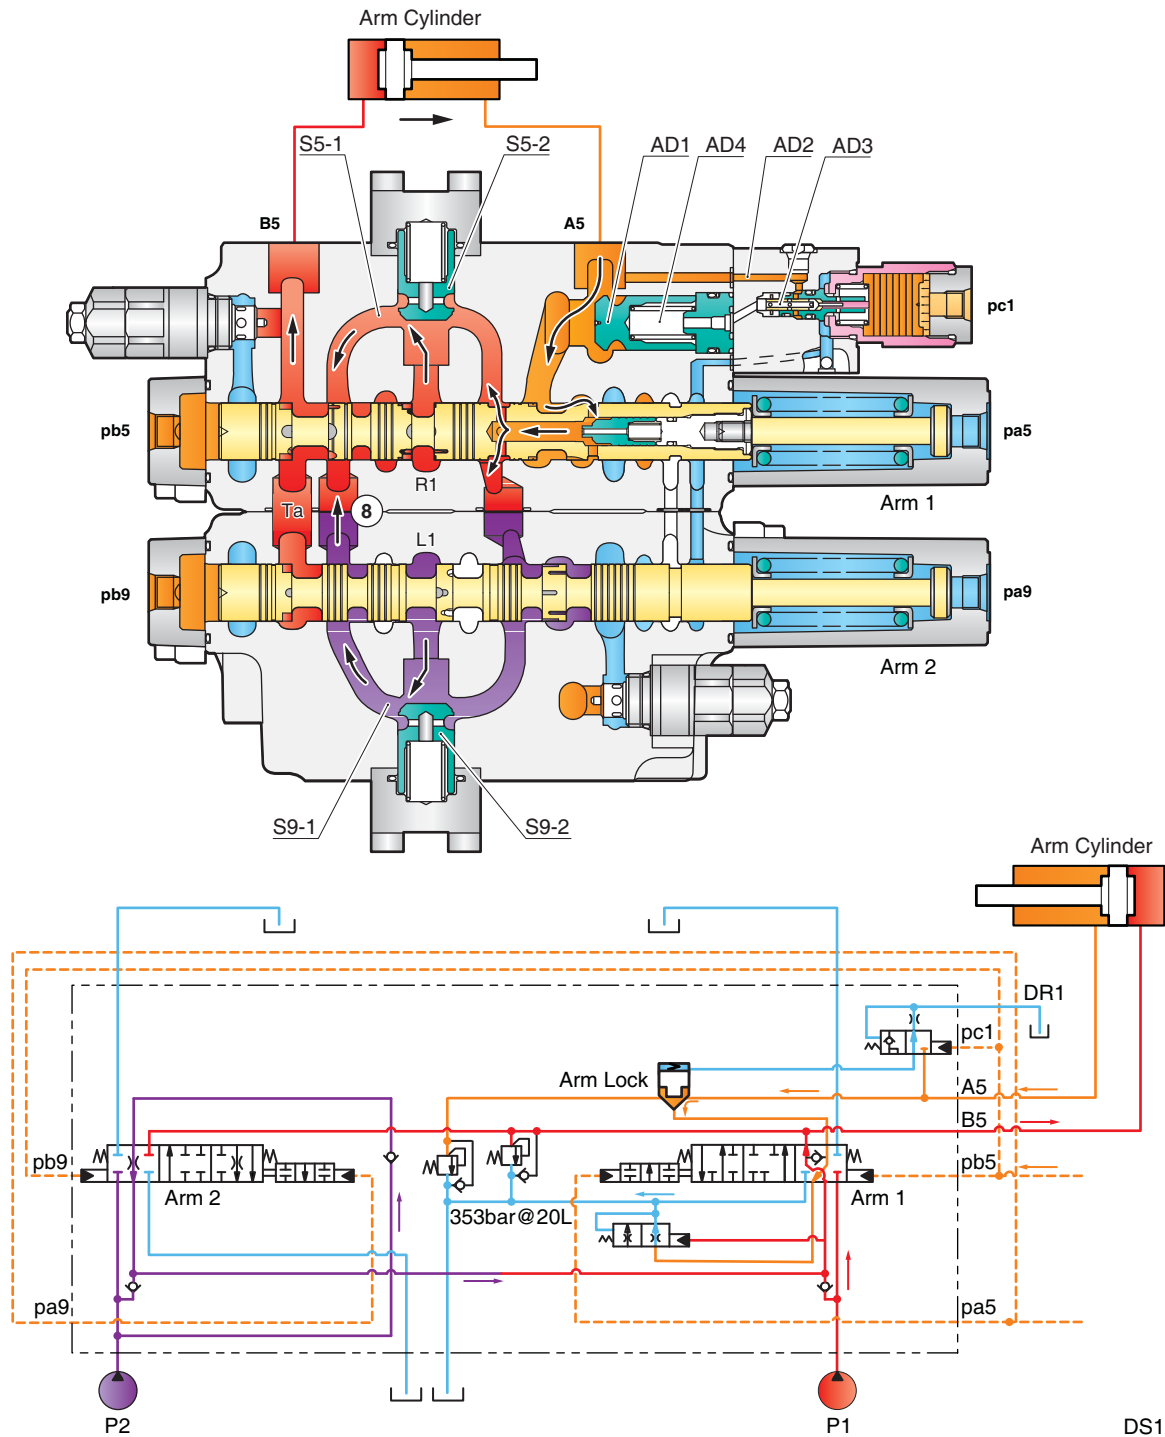 Arm Cylinder
S5-1
S5-2
AD1
AD4
AD2
AD3
B5
A5
pc1
pb5
pa5
R1
Arm 1
Ta
8
L1
pb9
pa9
Arm 2
S9-1
S9-2
Arm Cylinder
DR1
pc1
Arm Lock
A5
B5
pb9
pb5
Arm 2
Arm 1
353bar@20L
pa9
pa5
P2
P1
DS1